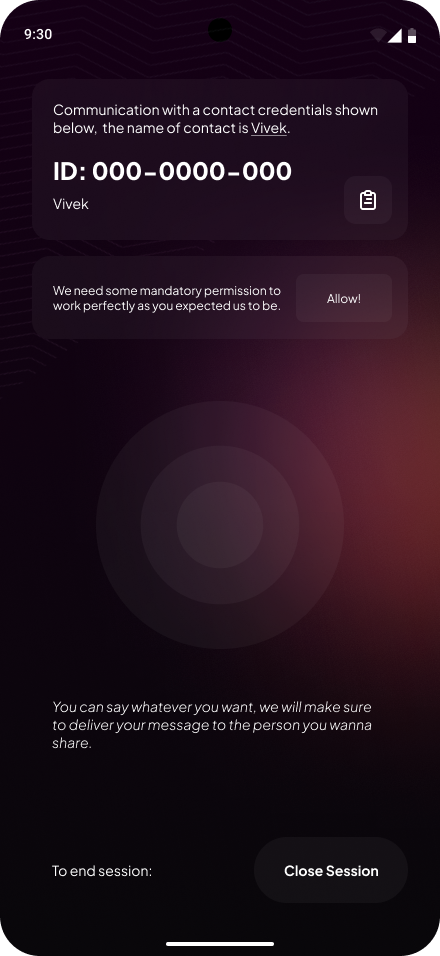 9:30
Communication with a contact credentials shown
below,  the name of contact is Vivek.
ID: 000-0000-000
Vivek
We need some mandatory permission to
work perfectly as you expected us to be.
Allow!
You can say whatever you want, we will make sure
to deliver your message to the person you wanna
share.
To end session:
Close Session